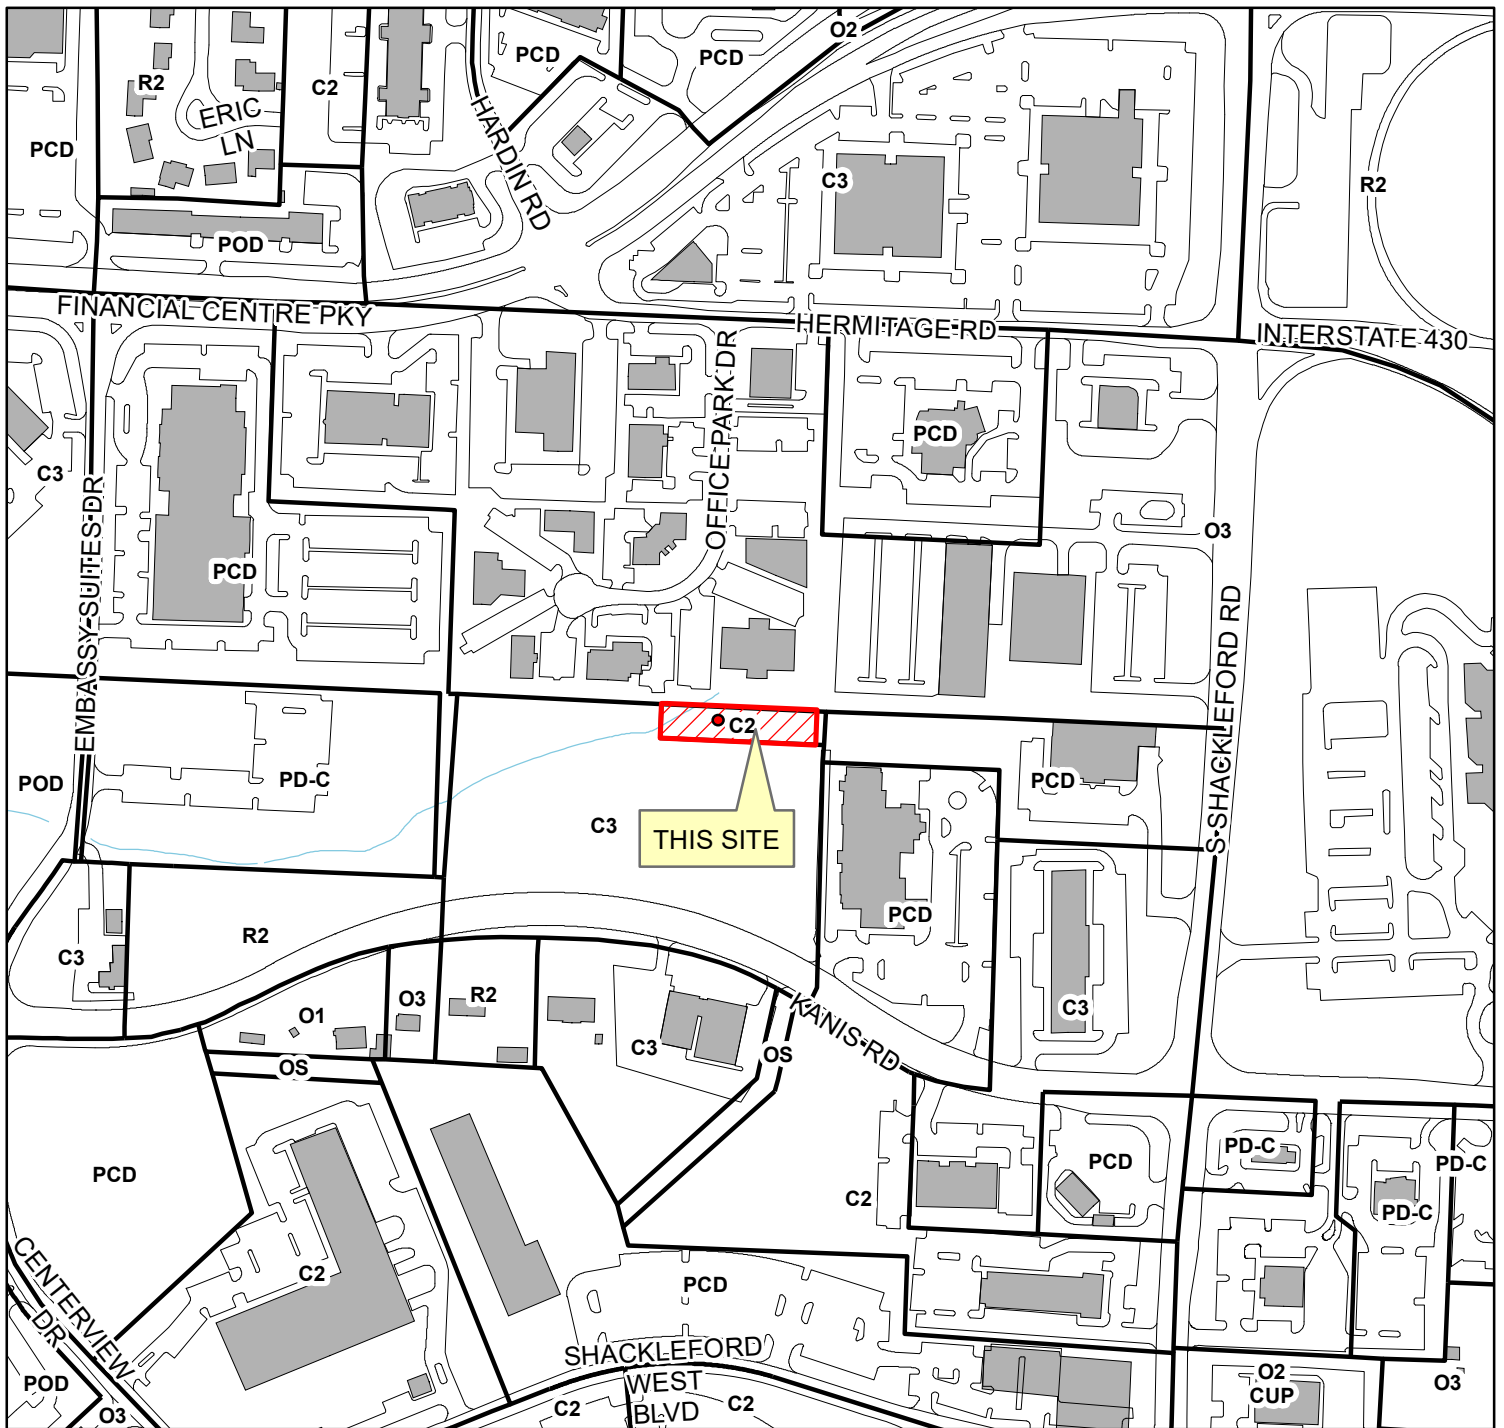 O2
PCD
PCD
R2
C2
ERIC
LN
HARDIN RD
PCD
C3
R2
POD
FINANCIAL CENTRE PKY
HERMITAGE RD
INTERSTATE 430
OFFICE PARK DR
PCD
C3
EMBASSY SUITES DR
O3
PCD
S SHACKLEFORD RD
C2
POD
PD-C
PCD
C3
THIS SITE
PCD
R2
C3
O3
R2
C3
O1
KANIS RD
C3
OS
OS
PD-C
PCD
PD-C
PCD
C2
PD-C
C2
PCD
CENTERVIEW
DR
SHACKLEFORD
WEST
BLVD
POD
O3
C2
C2
O2
CUP
O3